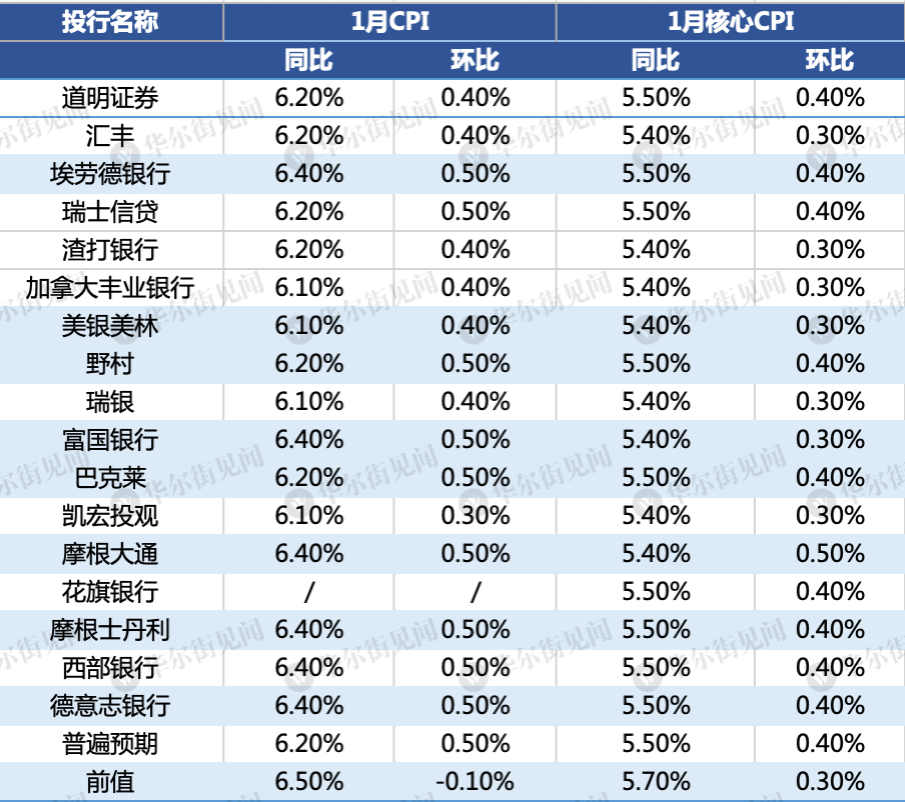 投行名称 1月CPI 1月核心CPI
同比 环比 同比 环比
道明证券 6.20% 0.40% 5.50% 0.40%
汇丰 6.20% 0.40% 5.40% 0.30%
埃劳德银行 6.40% 0.50% 5.50% 0.40%
瑞士信贷 6.20% 0.50% 5.50% 0.40%
渣打银行 6.20% 0.40% 5.40% 0.30%
加拿大丰业银行 6.10% 0.40% 5.40% 0.30%
美银美林 6.10% 0.40% 5.40% 0.30%
野村 6.20% 0.50% 5.50% 0.40%
瑞银 6.10% 0.40% 5.40% 0.30%
富国银行 6.40% 0.50% 5.40% 0.30%
巴克莱 6.20% 0.50% 5.50% 0.40%
凯宏投观 6.10% 0.30% 5.40% 0.30%
摩根大通 6.40% 0.50% 5.40% 0.50%
花旗银行 / / 5.50% 0.40%
摩根士丹利 6.40% 0.50% 5.50% 0.40%
西部银行 6.40% 0.50% 5.50% 0.40%
德意志银行 6.40% 0.50% 5.50% 0.40%
普遍预期 6.20% 0.50% 5.50% 0.40%
前值 6.50% -0.10% 5.70% 0.30%
华尔街见闻